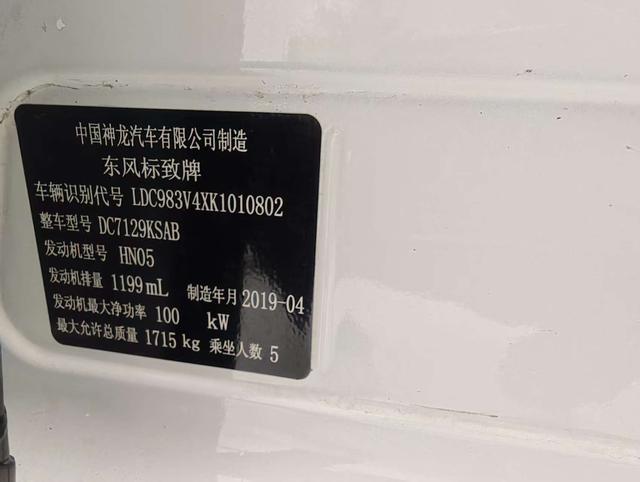 中国神龙汽车有限公司制造
东风标致牌
车辆识别代号 LDC983V4XK1010802
整车型号 DC7129KSAB
发动机型号 HN05
发动机排量 1199mL 制造年月 2019-04
发动机最大净功率 100 kW
最大允许总质量 1715 kg 乘坐人数 5